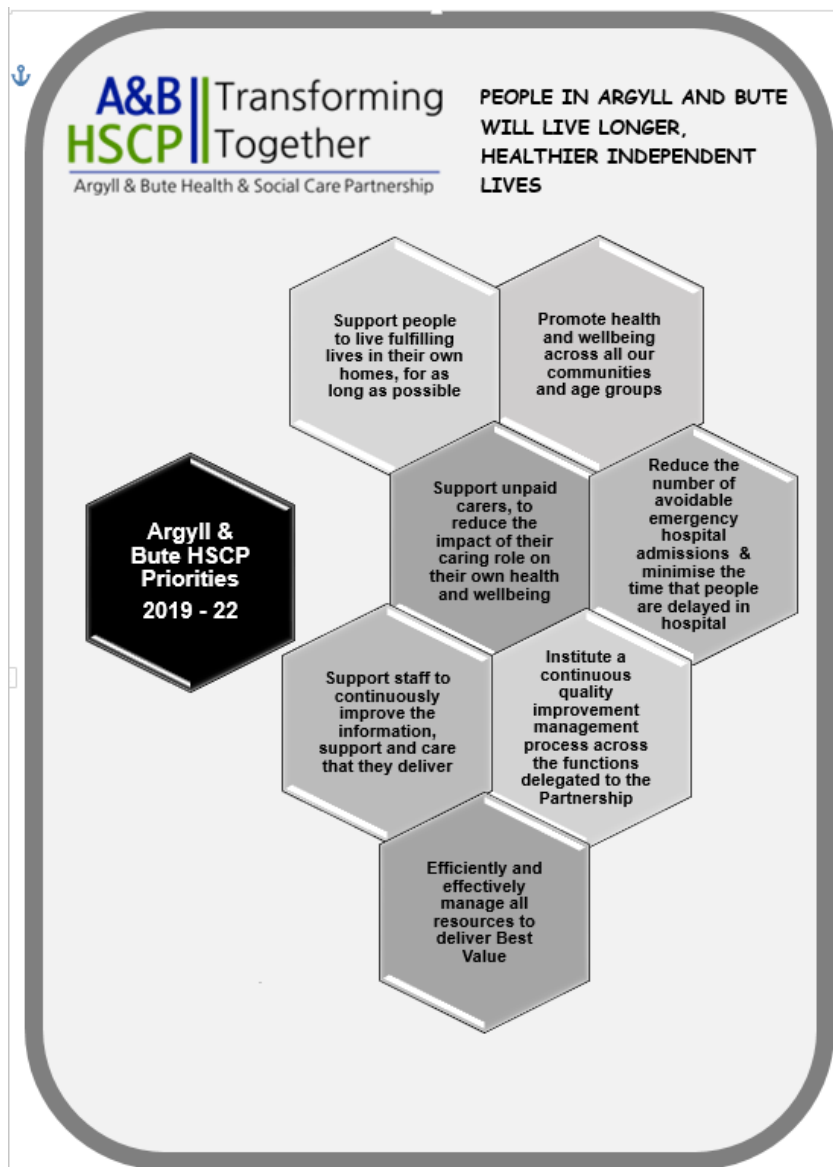 A&B
HSCP
Transforming
Together
Argyll & Bute Health & Social Care Partnership
PEOPLE IN ARGYLL AND BUTE
WILL LIVE LONGER,
HEALTHIER INDEPENDENT
LIVES
Support people
to live fulfilling
lives in their own
homes, for as
long as possible
Promote health
and wellbeing
across all our
communities
and age groups
Argyll &
Bute HSCP
Priorities
2019 - 22
Support unpaid
carers, to
reduce the
impact of their
caring role on
their own health
and wellbeing
Reduce the
number of
avoidable
emergency
hospital
admissions &
minimise the
time that people
are delayed in
hospital
Support staff to
continuously
improve the
information,
support and care
that they deliver
Institute a
continuous
quality
improvement
management
process across
the functions
delegated to the
Partnership
Efficiently and
effectively
manage all
resources to
deliver Best
Value